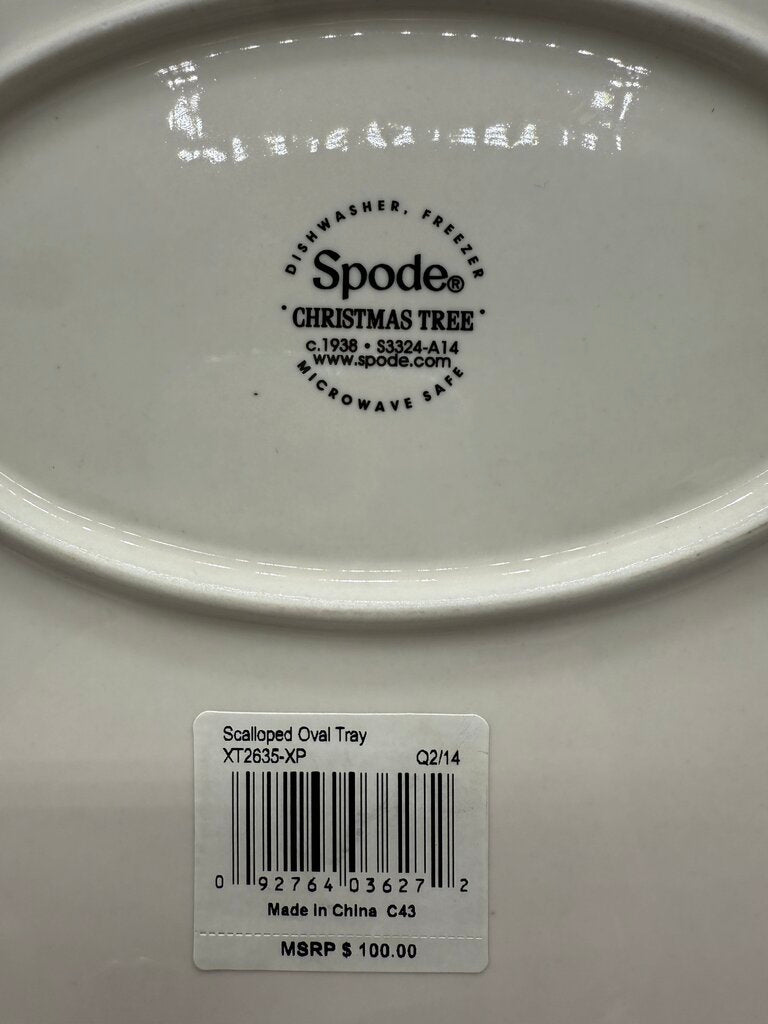 DISHWASHER, FREEZER
Spode®
· CHRISTMAS TREE ·
c.1938 • S3324-A14
www.spode.com
MICROWAVE SAFE
Scalloped Oval Tray
XT2635-XP Q2/14
0 92764 03627 2
Made in China C43
MSRP $ 100.00